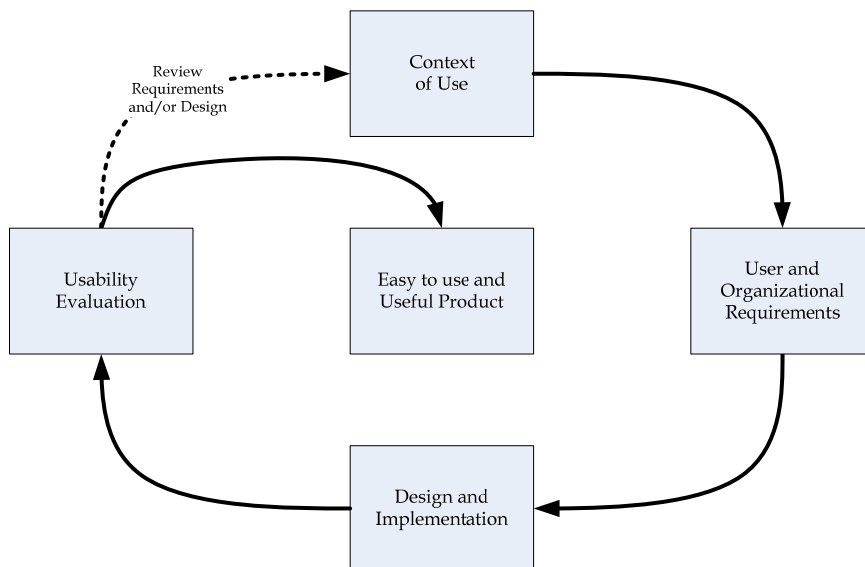 Context
of Use
Review
Requirements
and/or Design
Usability
Evaluation
Easy to use and
Useful Product
User and
Organizational
Requirements
Design and
Implementation